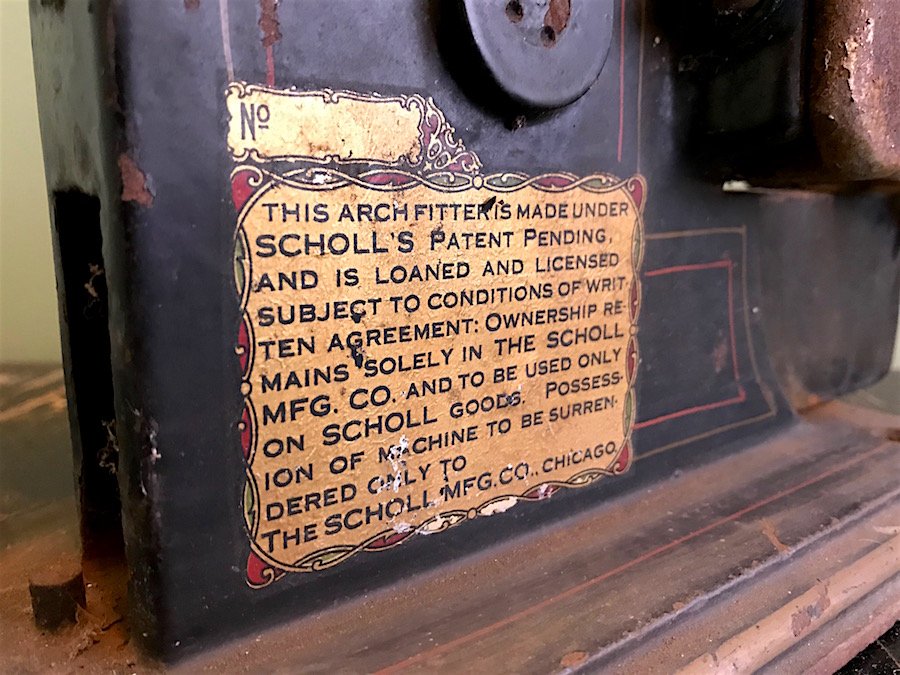 Nº
THIS ARCH FITTER IS MADE UNDER
SCHOLL'S PATENT PENDING,
AND IS LOANED AND LICENSED
SUBJECT TO CONDITIONS OF WRIT-
TEN AGREEMENT: OWNERSHIP RE-
MAINS SOLELY IN THE SCHOLL
MFG. CO. AND TO BE USED ONLY
ON SCHOLL GOODS. POSSESS-
ION OF MACHINE TO BE SURREN-
DERED ONLY TO
THE SCHOLL MFG. CO., CHICAGO.